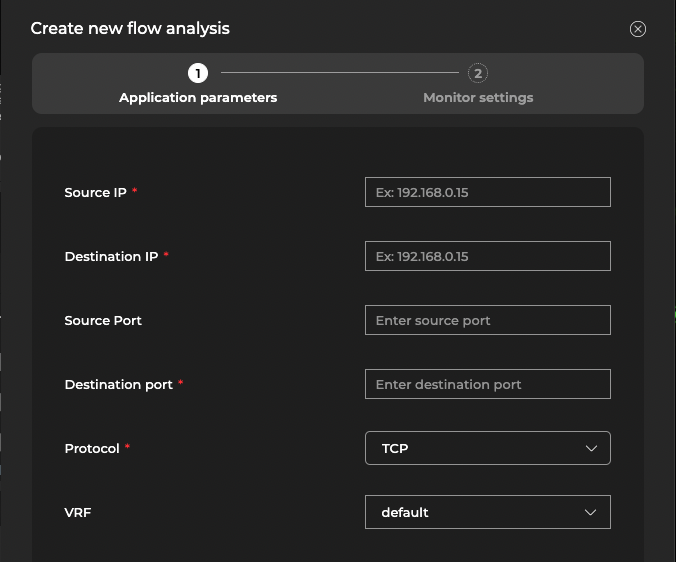 Create new flow analysis
1
2
Application parameters
Monitor settings
Source IP *
Ex: 192.168.0.15
Destination IP *
Ex: 192.168.0.15
Source Port
Enter source port
Destination port *
Enter destination port
Protocol *
TCP
VRF
default